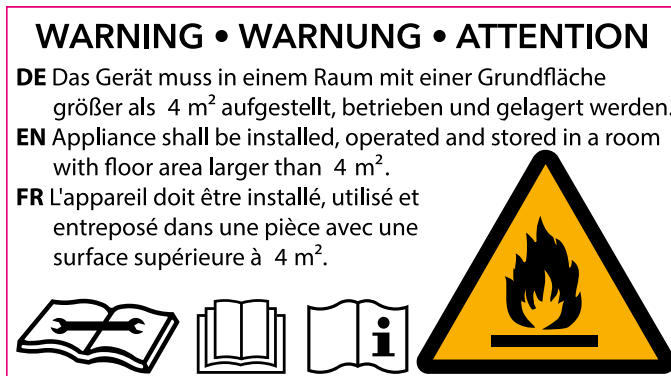 WARNING • WARNUNG • ATTENTION
DE Das Gerät muss in einem Raum mit einer Grundfläche
größer als 4 m² aufgestellt, betrieben und gelagert werden.
EN Appliance shall be installed, operated and stored in a room
with floor area larger than 4 m².
FR L'appareil doit être installé, utilisé et
entreposé dans une pièce avec une
surface supérieure à 4 m².
i